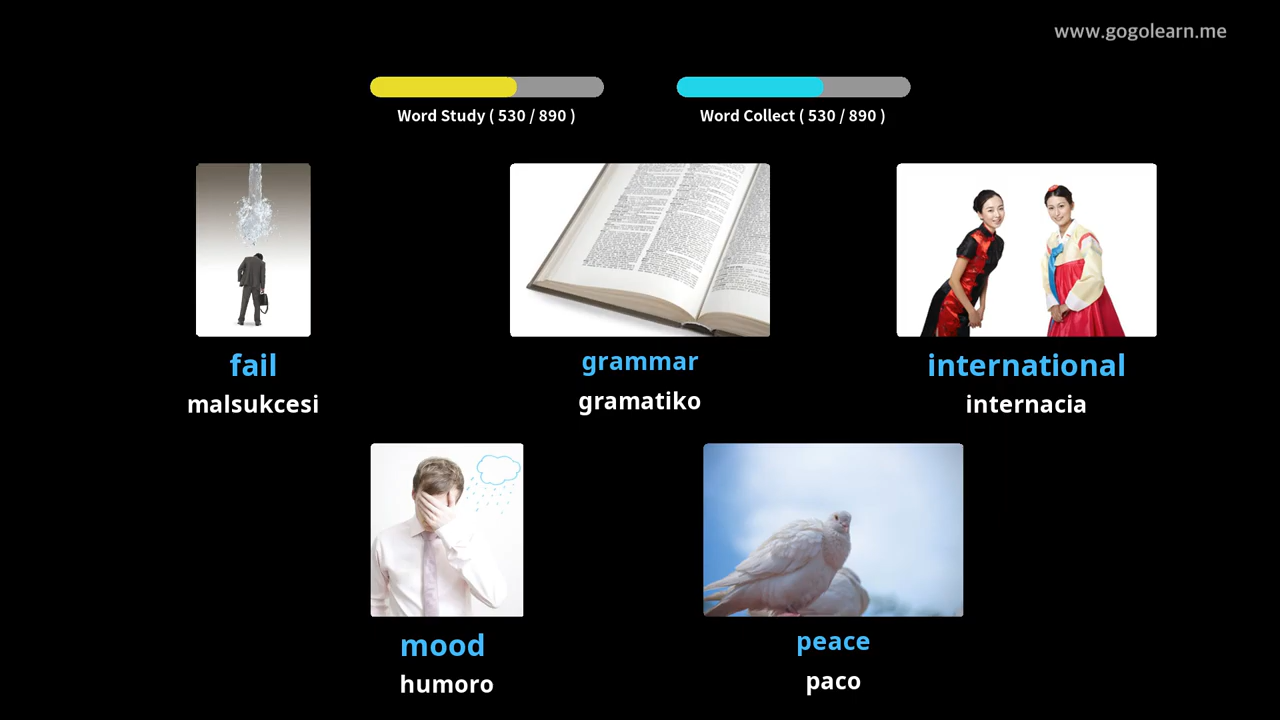 www.gogolearn.me
Word Study ( 530 / 890 )
Word Collect ( 530 / 890 )
fail
malsukcesi
grammar
gramatiko
international
internacia
mood
humoro
peace
paco